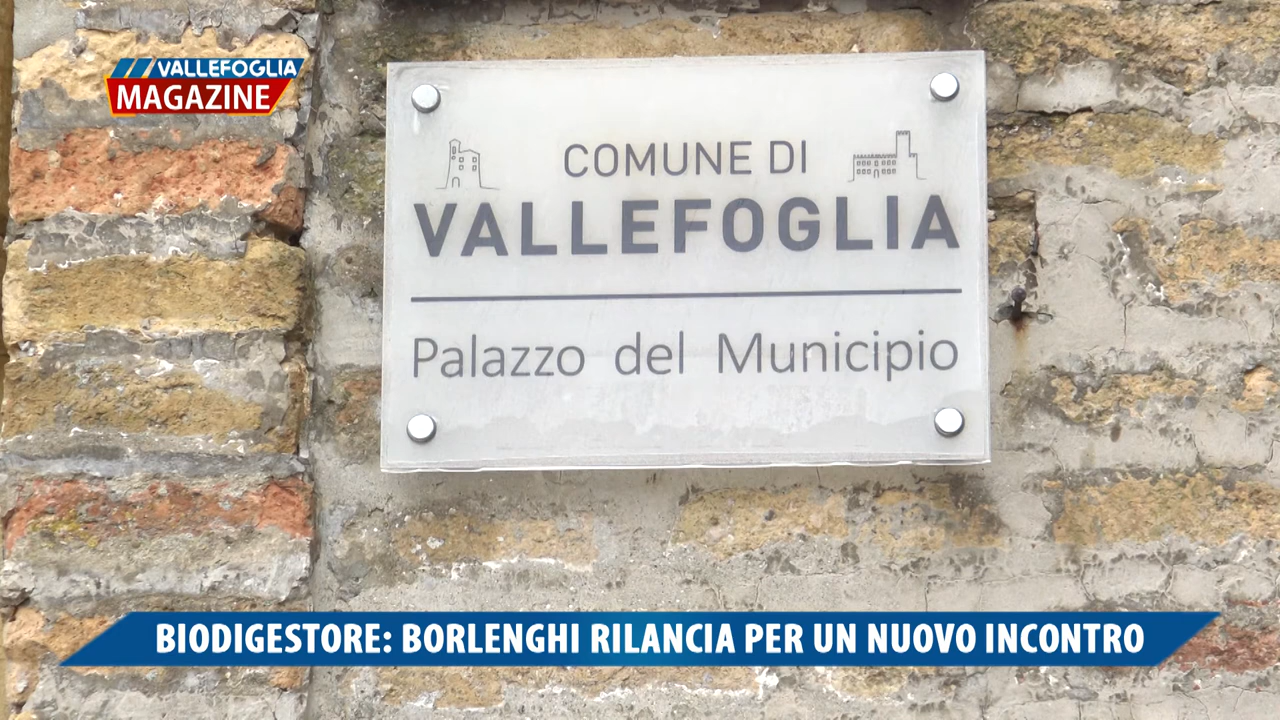 VALLEFOGLIA
MAGAZINE
COMUNE DI
VALLEFOGLIA
Palazzo del Municipio
BIODIGESTORE: BORLENGHI RILANCIA PER UN NUOVO INCONTRO